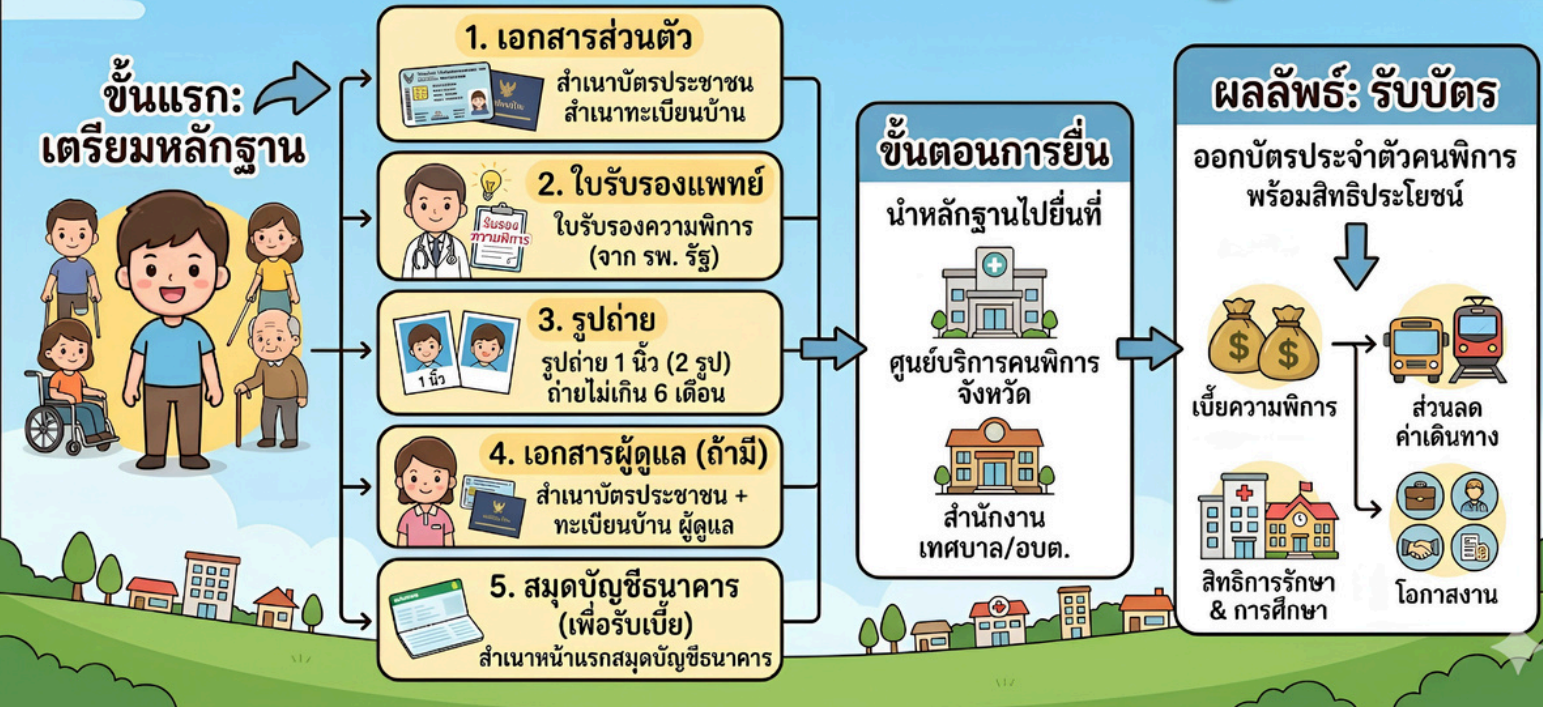 ขั้นแรก:
เตรียมหลักฐาน
1. เอกสารส่วนตัว
สำเนาบัตรประชาชน
สำเนาทะเบียนบ้าน
2. ใบรับรองแพทย์
ใบรับรองความพิการ
(จาก รพ. รัฐ)
3. รูปถ่าย
1 นิ้ว
รูปถ่าย 1 นิ้ว (2 รูป)
ถ่ายไม่เกิน 6 เดือน
4. เอกสารผู้ดูแล (ถ้ามี)
สำเนาบัตรประชาชน +
ทะเบียนบ้าน ผู้ดูแล
5. สมุดบัญชีธนาคาร
(เพื่อรับเบี้ย)
สำเนาหน้าแรกสมุดบัญชีธนาคาร
ขั้นตอนการยื่น
นำหลักฐานไปยื่นที่
ศูนย์บริการคนพิการ
จังหวัด
สำนักงาน
เทศบาล/อบต.
ผลลัพธ์: รับบัตร
ออกบัตรประจำตัวคนพิการ
พร้อมสิทธิประโยชน์
$ $
เบี้ยความพิการ
ส่วนลด
ค่าเดินทาง
สิทธิการรักษา
& การศึกษา
โอกาสงาน